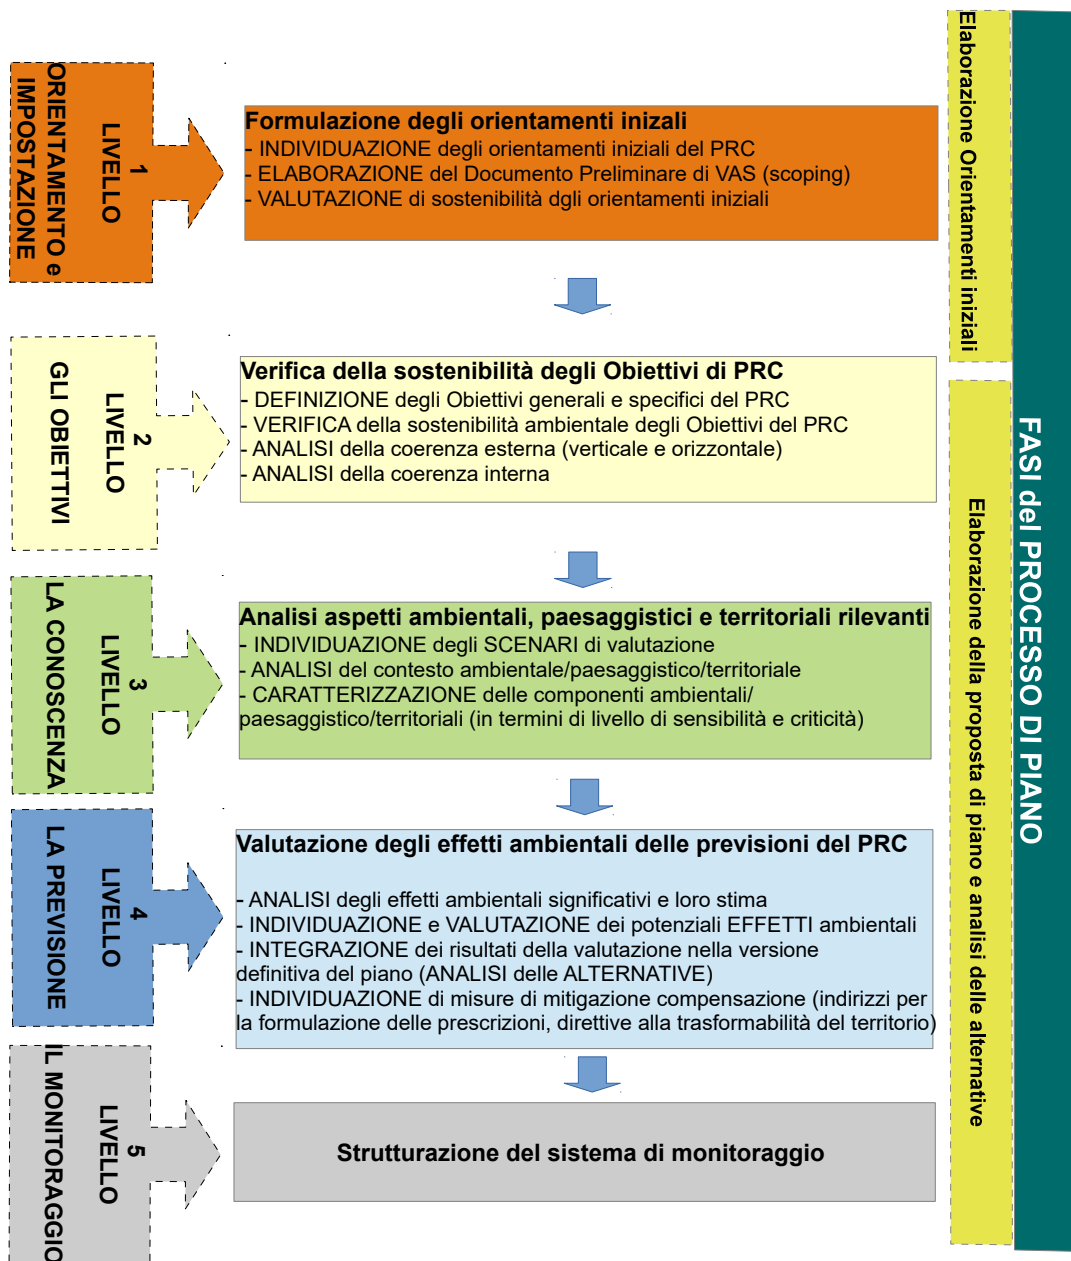 ORIENTAMENTO e
IMPOSTAZIONE
LIVELLO
1
Formulazione degli orientamenti inizali
- INDIVIDUAZIONE degli orientamenti iniziali del PRC
- ELABORAZIONE del Documento Preliminare di VAS (scoping)
- VALUTAZIONE di sostenibilità dgli orientamenti iniziali
GLI OBIETTIVI
LIVELLO
2
Verifica della sostenibilità degli Obiettivi di PRC
- DEFINIZIONE degli Obiettivi generali e specifici del PRC
- VERIFICA della sostenibilità ambientale degli Obiettivi del PRC
- ANALISI della coerenza esterna (verticale e orizzontale)
- ANALISI della coerenza interna
LA CONOSCENZA
LIVELLO
3
Analisi aspetti ambientali, paesaggistici e territoriali rilevanti
- INDIVIDUAZIONE degli SCENARI di valutazione
- ANALISI del contesto ambientale/paesaggistico/territoriale
- CARATTERIZZAZIONE delle componenti ambientali/
paesaggistico/territoriali (in termini di livello di sensibilità e criticità)
LA PREVISIONE
LIVELLO
4
Valutazione degli effetti ambientali delle previsioni del PRC
- ANALISI degli effetti ambientali significativi e loro stima
- INDIVIDUAZIONE e VALUTAZIONE dei potenziali EFFETTI ambientali
- INTEGRAZIONE dei risultati della valutazione nella versione
definitiva del piano (ANALISI delle ALTERNATIVE)
- INDIVIDUAZIONE di misure di mitigazione compensazione (indirizzi per
la formulazione delle prescrizioni, direttive alla trasformabilità del territorio)
IL MONITORAGGIO
LIVELLO
5
Strutturazione del sistema di monitoraggio
Elaborazione Orientamenti iniziali
Elaborazione della proposta di piano e analisi delle alternative
FASI del PROCESSO DI PIANO